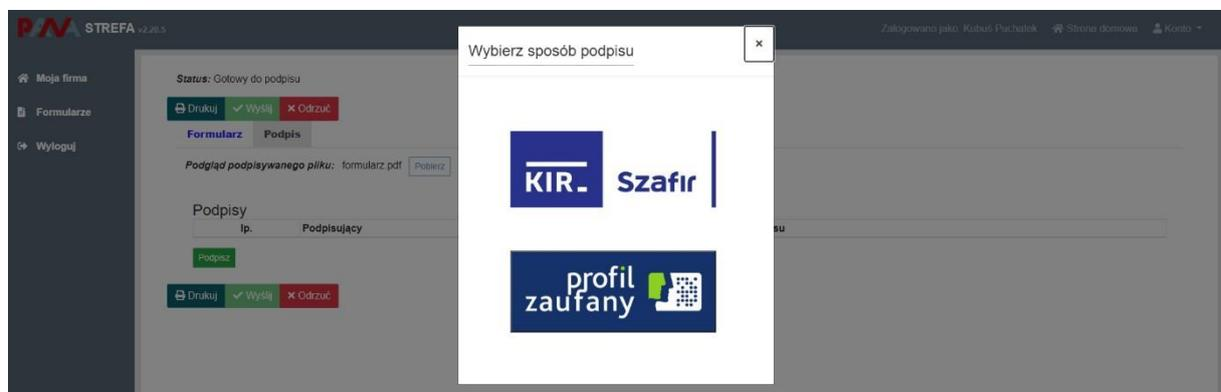 PANA STREFA v2.20.5
Zalogowano jako: Kubuś Puchatek Strona domowa Konto
Moja firma
Formularze
Wyloguj
Status: Gotowy do podpisu
Drukuj Wyślij Odrzuć
Formularz Podpis
Podgląd podpisywanego pliku: formularz.pdf Pobierz
Podpisy
lp. Podpisujący su
Podpisz
Drukuj Wyślij Odrzuć
Wybierz sposób podpisu ×
KIR Szafir
profil
zaufany